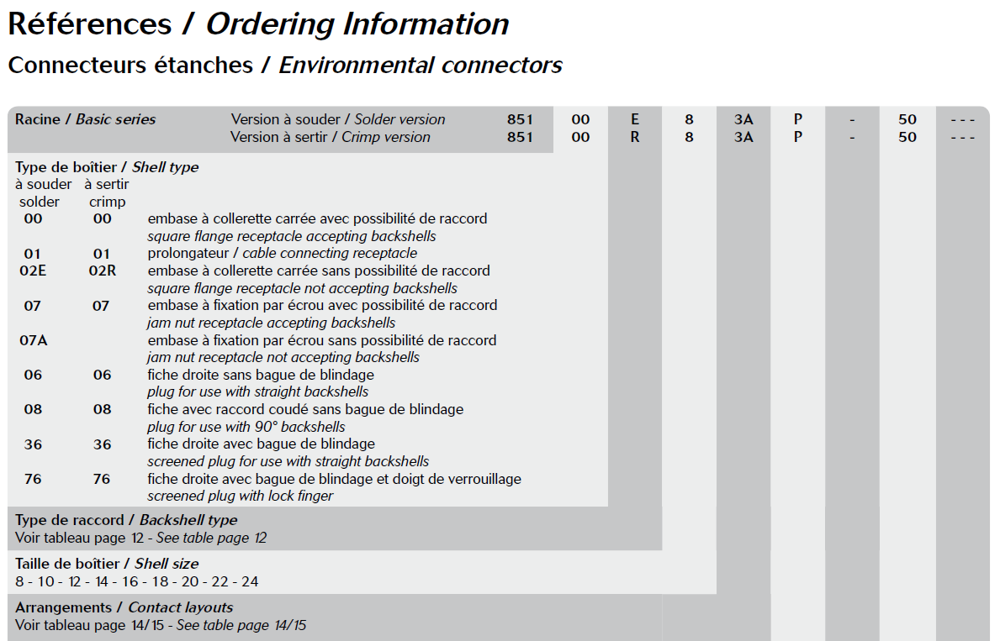 Références / Ordering Information
Connecteurs étanches / Environmental connectors
Racine / Basic series Version à souder / Solder version 851 00 E 8 3A P - 50 - - -
Version à sertir / Crimp version 851 00 R 8 3A P - 50 - - -
Type de boîtier / Shell type
à souder à sertir
solder crimp
00 00 embase à collerette carrée avec possibilité de raccord
square flange receptacle accepting backshells
01 01 prolongateur / cable connecting receptacle
02E 02R embase à collerette carrée sans possibilité de raccord
square flange receptacle not accepting backshells
07 07 embase à fixation par écrou avec possibilité de raccord
jam nut receptacle accepting backshells
07A embase à fixation par écrou sans possibilité de raccord
jam nut receptacle not accepting backshells
06 06 fiche droite sans bague de blindage
plug for use with straight backshells
08 08 fiche avec raccord coudé sans bague de blindage
plug for use with 90° backshells
36 36 fiche droite avec bague de blindage
screened plug for use with straight backshells
76 76 fiche droite avec bague de blindage et doigt de verrouillage
screened plug with lock finger
Type de raccord / Backshell type
Voir tableau page 12 - See table page 12
Taille de boîtier / Shell size
8 - 10 - 12 - 14 - 16 - 18 - 20 - 22 - 24
Arrangements / Contact layouts
Voir tableau page 14/15 - See table page 14/15